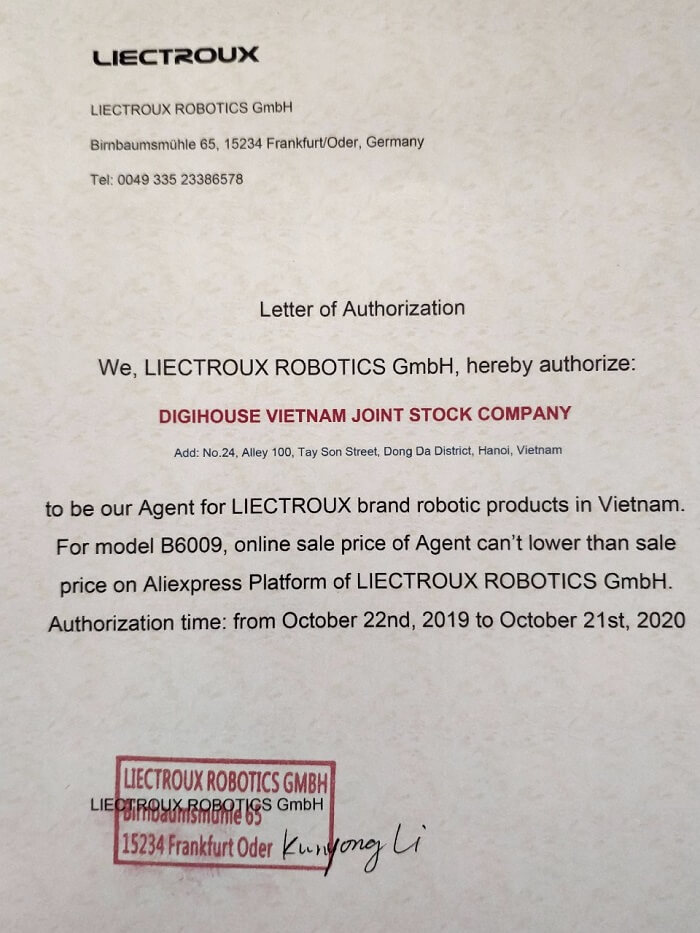 LIECTROUX
LIECTROUX ROBOTICS GmbH
Birnbaumsmühle 65, 15234 Frankfurt/Oder, Germany
Tel: 0049 335 23386578
Letter of Authorization
We, LIECTROUX ROBOTICS GmbH, hereby authorize:
DIGIHOUSE VIETNAM JOINT STOCK COMPANY
Add: No.24, Alley 100, Tay Son Street, Dong Da District, Hanoi, Vietnam
to be our Agent for LIECTROUX brand robotic products in Vietnam.
For model B6009, online sale price of Agent can't lower than sale
price on Aliexpress Platform of LIECTROUX ROBOTICS GmbH.
Authorization time: from October 22nd, 2019 to October 21st, 2020
LIECTROUX ROBOTICS GMBH
LIECTROUX ROBOTICS GmbH
Birnbaumsmühle 65
15234 Frankfurt Oder
Kunyong Li